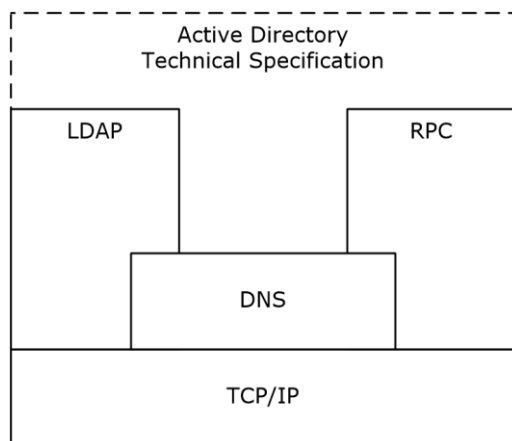 Active Directory
Technical Specification
LDAP
RPC
DNS
TCP/IP